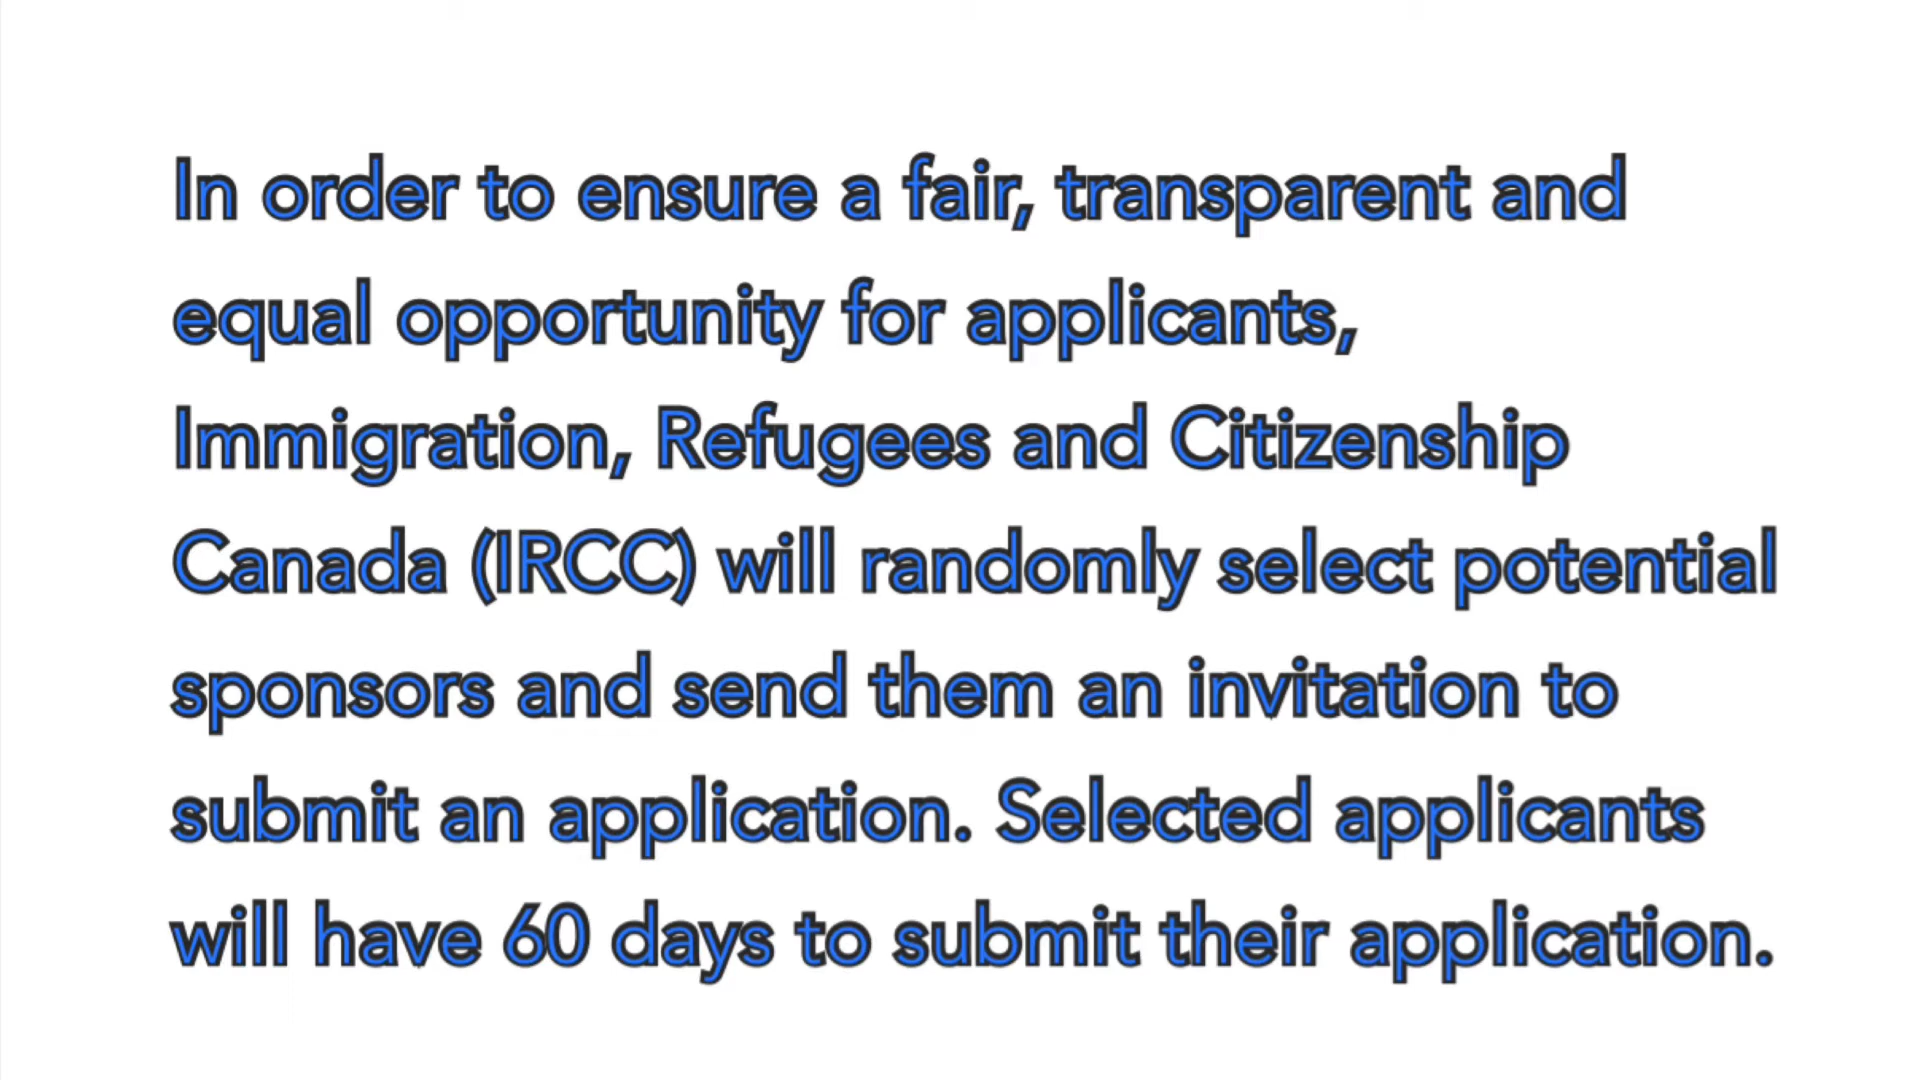 In order to ensure a fair, transparent and
equal opportunity for applicants,
Immigration, Refugees and Citizenship
Canada (IRCC) will randomly select potential
sponsors and send them an invitation to
submit an application. Selected applicants
will have 60 days to submit their application.